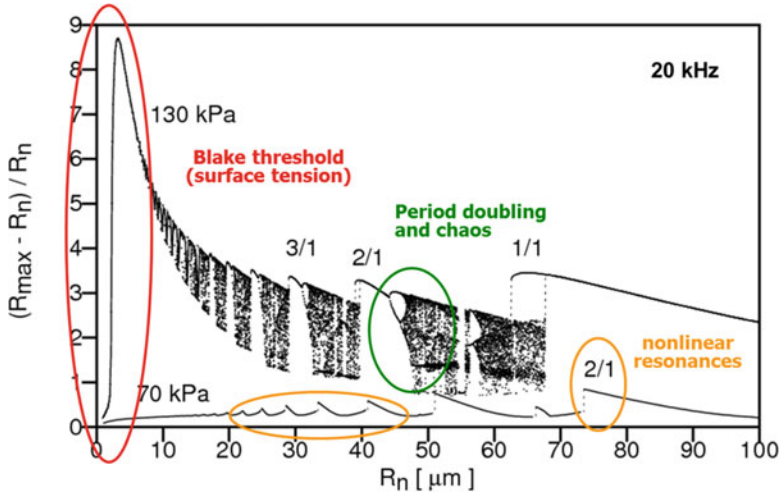 9
8
7
6
5
4
3
2
1
0
(Rmax - Rn) / Rn
20 kHz
130 kPa
Blake threshold
(surface tension)
Period doubling
and chaos
3/1
2/1
1/1
nonlinear
resonances
70 kPa
2/1
0 10 20 30 40 50 60 70 80 90 100
Rn [ μm]